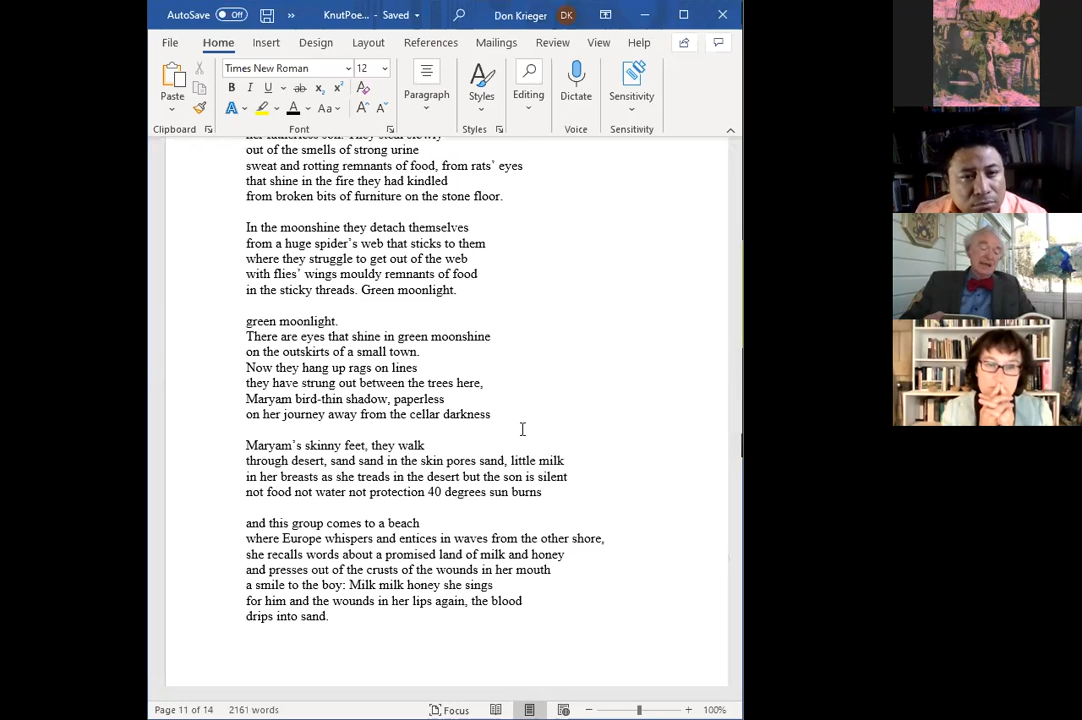 AutoSave Off KnutPoe... - Saved Don Krieger DK
File Home Insert Design Layout References Mailings Review View Help
Times New Roman 12
Paste Paragraph Styles Editing Dictate Sensitivity
B I U ab x₂ x²
A A Aa A A
Clipboard Font Styles Voice Sensitivity
her fatherless son. They steal slowly
out of the smells of strong urine
sweat and rotting remnants of food, from rats’ eyes
that shine in the fire they had kindled
from broken bits of furniture on the stone floor.
In the moonshine they detach themselves
from a huge spider’s web that sticks to them
where they struggle to get out of the web
with flies’ wings mouldy remnants of food
in the sticky threads. Green moonlight.
green moonlight.
There are eyes that shine in green moonshine
on the outskirts of a small town.
Now they hang up rags on lines
they have strung out between the trees here,
Maryam bird-thin shadow, paperless
on her journey away from the cellar darkness
Maryam’s skinny feet, they walk
through desert, sand sand in the skin pores sand, little milk
in her breasts as she treads in the desert but the son is silent
not food not water not protection 40 degrees sun burns
and this group comes to a beach
where Europe whispers and entices in waves from the other shore,
she recalls words about a promised land of milk and honey
and presses out of the crusts of the wounds in her mouth
a smile to the boy: Milk milk honey she sings
for him and the wounds in her lips again, the blood
drips into sand.
Page 11 of 14 2161 words Focus 100%